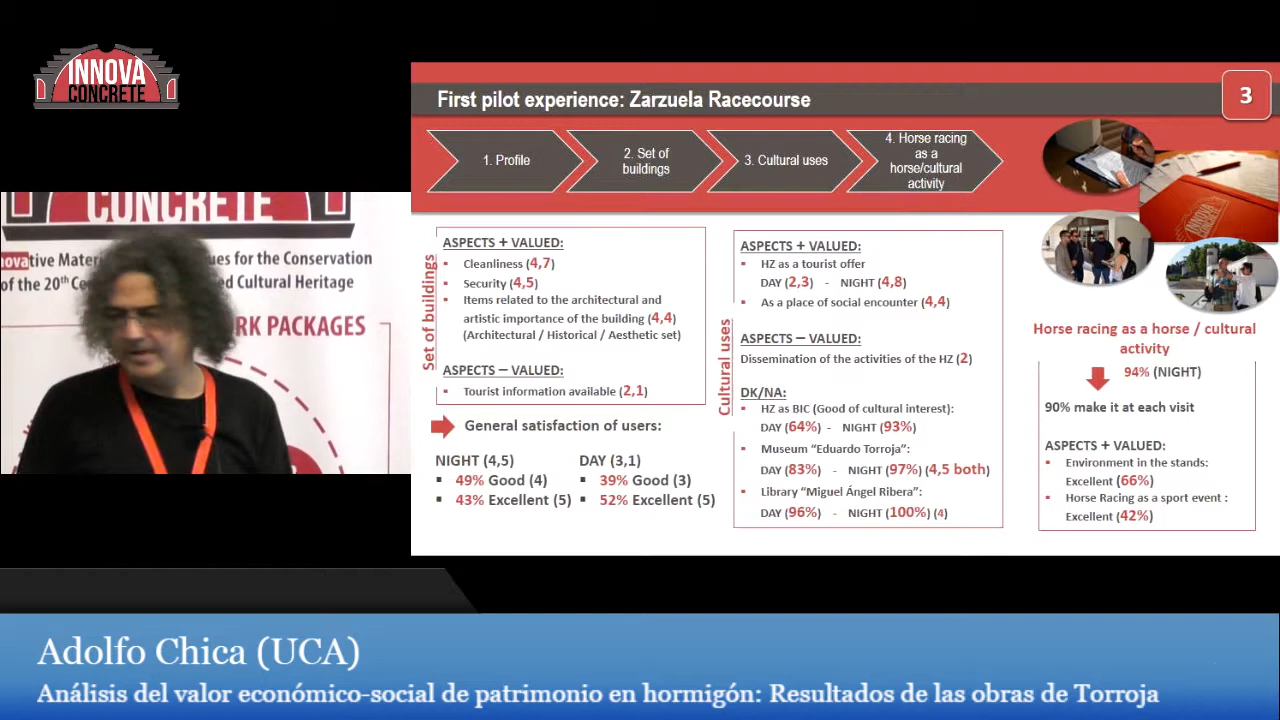 INNOVA
CONCRETE
First pilot experience: Zarzuela Racecourse
3
1. Profile
2. Set of
buildings
3. Cultural uses
4. Horse racing
as a
horse/cultural
activity
CONCRETE
tive Mater
ues for the Conservation
of the 20th Ce
d Cultural Heritage
RK PACKAGES
Set of buildings
ASPECTS + VALUED:
▪ Cleanliness (4,7)
▪ Security (4,5)
▪ Items related to the architectural and
artistic importance of the building (4,4)
(Architectural / Historical / Aesthetic set)
ASPECTS – VALUED:
▪ Tourist information available (2,1)
General satisfaction of users:
NIGHT (4,5)
▪ 49% Good (4)
▪ 43% Excellent (5)
DAY (3,1)
▪ 39% Good (3)
▪ 52% Excellent (5)
Cultural uses
ASPECTS + VALUED:
▪ HZ as a tourist offer
DAY (2,3) - NIGHT (4,8)
▪ As a place of social encounter (4,4)
ASPECTS – VALUED:
Dissemination of the activities of the HZ (2)
DK/NA:
▪ HZ as BIC (Good of cultural interest):
DAY (64%) - NIGHT (93%)
▪ Museum “Eduardo Torroja”:
DAY (83%) - NIGHT (97%) (4,5 both)
▪ Library “Miguel Ángel Ribera”:
DAY (96%) - NIGHT (100%) (4)
INNOVA
CONCRETE
Horse racing as a horse / cultural
activity
94% (NIGHT)
90% make it at each visit
ASPECTS + VALUED:
▪ Environment in the stands:
Excellent (66%)
▪ Horse Racing as a sport event :
Excellent (42%)
Adolfo Chica (UCA)
Análisis del valor económico-social de patrimonio en hormigón: Resultados de las obras de Torroja